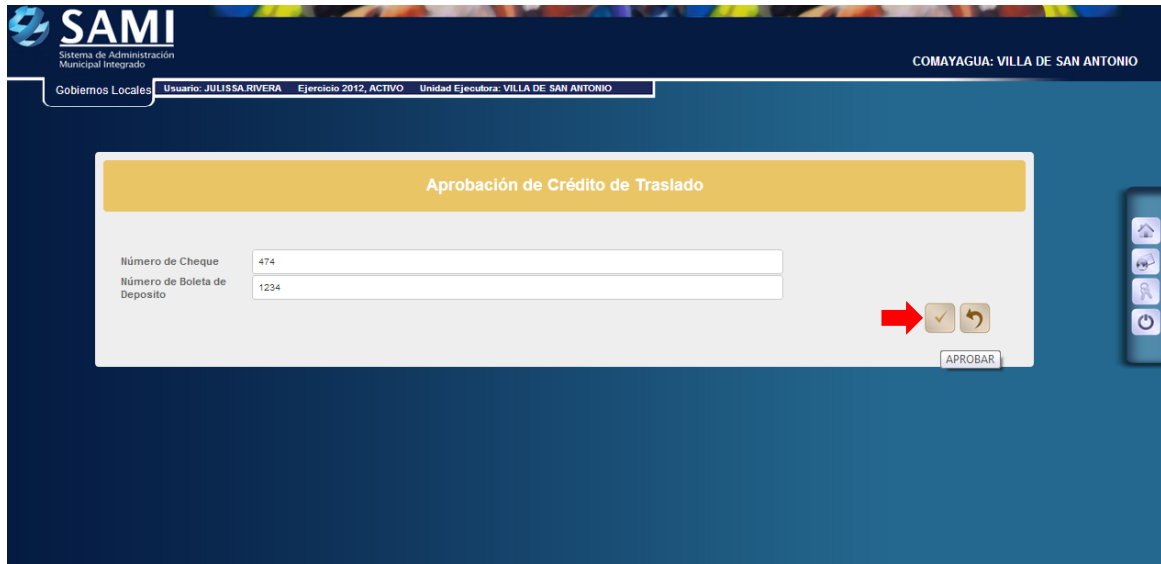 SAMI
Sistema de Administración
Municipal Integrado
COMAYAGUA: VILLA DE SAN ANTONIO
Gobiernos Locales
Usuario: JULISSA.RIVERA Ejercicio 2012, ACTIVO Unidad Ejecutora: VILLA DE SAN ANTONIO
Aprobación de Crédito de Traslado
Número de Cheque 474
Número de Boleta de
Deposito
1234
APROBAR